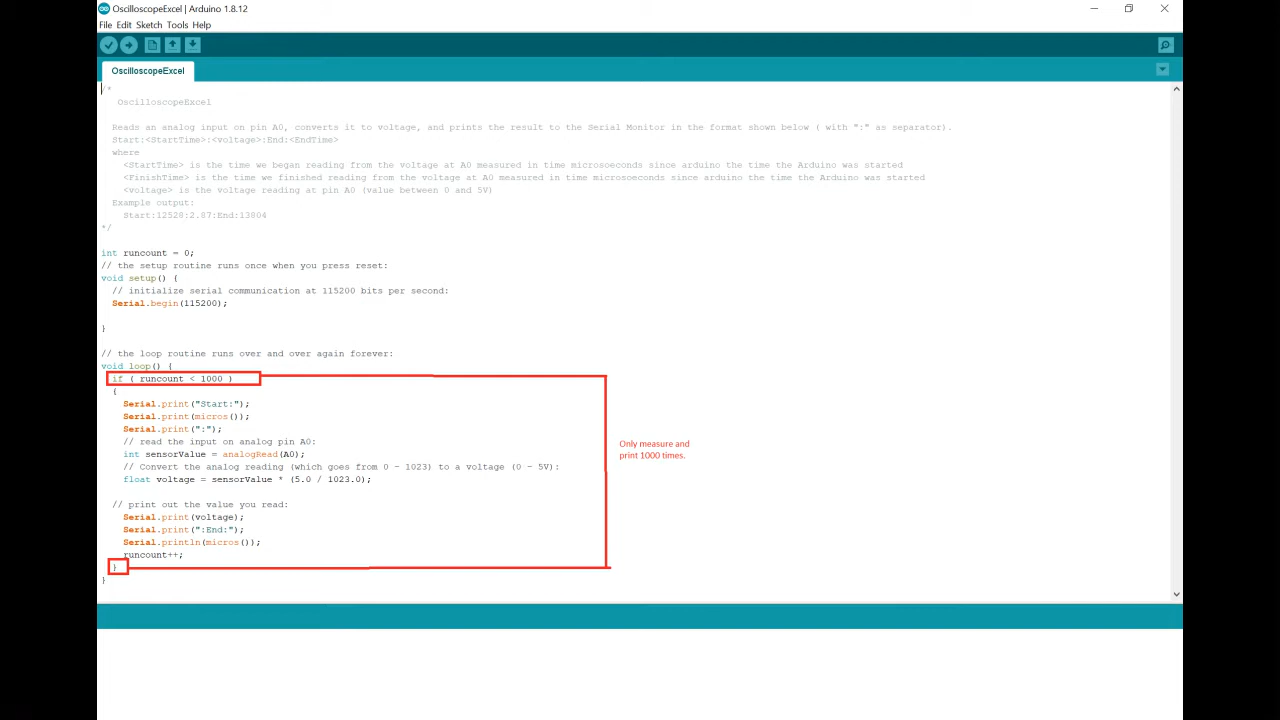 OscilloscopeExcel | Arduino 1.8.12
File Edit Sketch Tools Help
OscilloscopeExcel
/*
OscilloscopeExcel
Reads an analog input on pin A0, converts it to voltage, and prints the result to the Serial Monitor in the format shown below ( with ":" as separator).
Start:<StartTime>:<voltage>:End:<EndTime>
where
<StartTime> is the time we began reading from the voltage at A0 measured in time microsoeconds since arduino the time the Arduino was started
<FinishTime> is the time we finished reading from the voltage at A0 measured in time microsoeconds since arduino the time the Arduino was started
<voltage> is the voltage reading at pin A0 (value between 0 and 5V)
Example output:
Start:12520:2.87:End:13804
*/
int runcount = 0;
// the setup routine runs once when you press reset:
void setup() {
// initialize serial communication at 115200 bits per second:
Serial.begin(115200);
}
// the loop routine runs over and over again forever:
void loop() {
if ( runcount < 1000 )
{
Serial.print("Start:");
Serial.print(micros());
Serial.print(":");
// read the input on analog pin A0:
int sensorValue = analogRead(A0);
// Convert the analog reading (which goes from 0 - 1023) to a voltage (0 - 5V):
float voltage = sensorValue * (5.0 / 1023.0);
// print out the value you read:
Serial.print(voltage);
Serial.print(":End:");
Serial.println(micros());
runcount++;
}
}
Only measure and
print 1000 times.